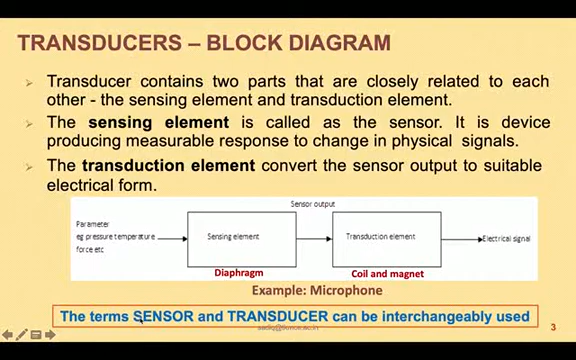 TRANSDUCERS – BLOCK DIAGRAM
Transducer contains two parts that are closely related to each
other - the sensing element and transduction element.
The sensing element is called as the sensor. It is device
producing measurable response to change in physical signals.
The transduction element convert the sensor output to suitable
electrical form.
Sensor output
Parameter
eg pressure temperature
force etc
Sensing element
Transduction element
Electrical signal
Diaphragm
Coil and magnet
Example: Microphone
The terms SENSOR and TRANSDUCER can be interchangeably used
3